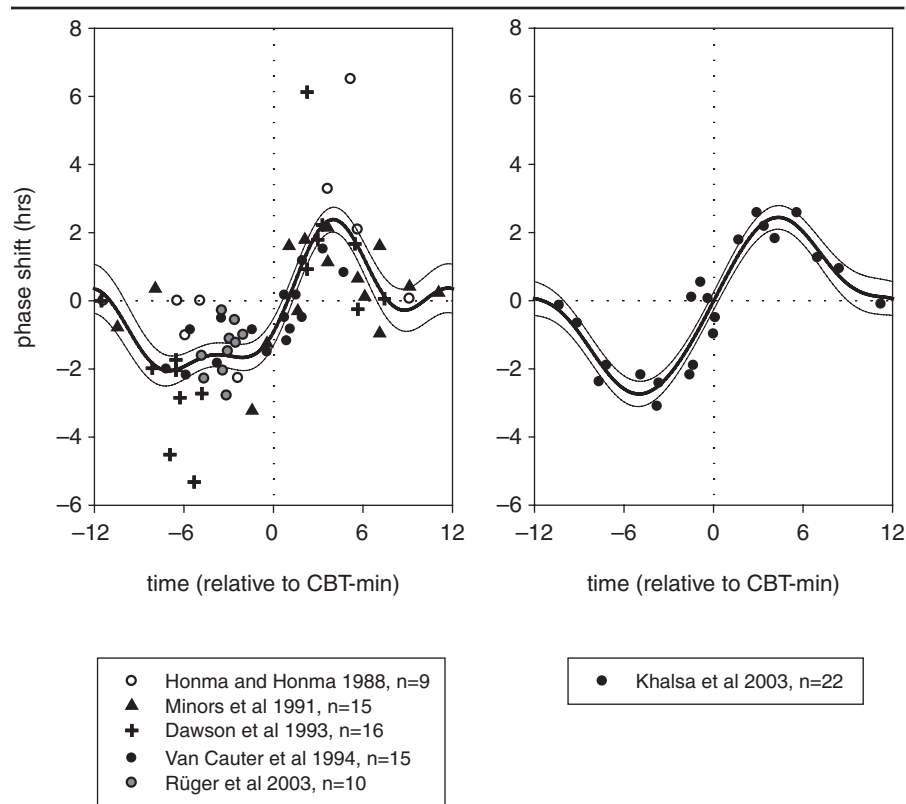 8
6
4
2
0
−2
−4
−6
phase shift (hrs)
−12
−6
0
6
12
time (relative to CBT-min)
8
6
4
2
0
−2
−4
−6
−12
−6
0
6
12
time (relative to CBT-min)
Honma and Honma 1988, n=9
Minors et al 1991, n=15
Dawson et al 1993, n=16
Van Cauter et al 1994, n=15
Rüger et al 2003, n=10
Khalsa et al 2003, n=22